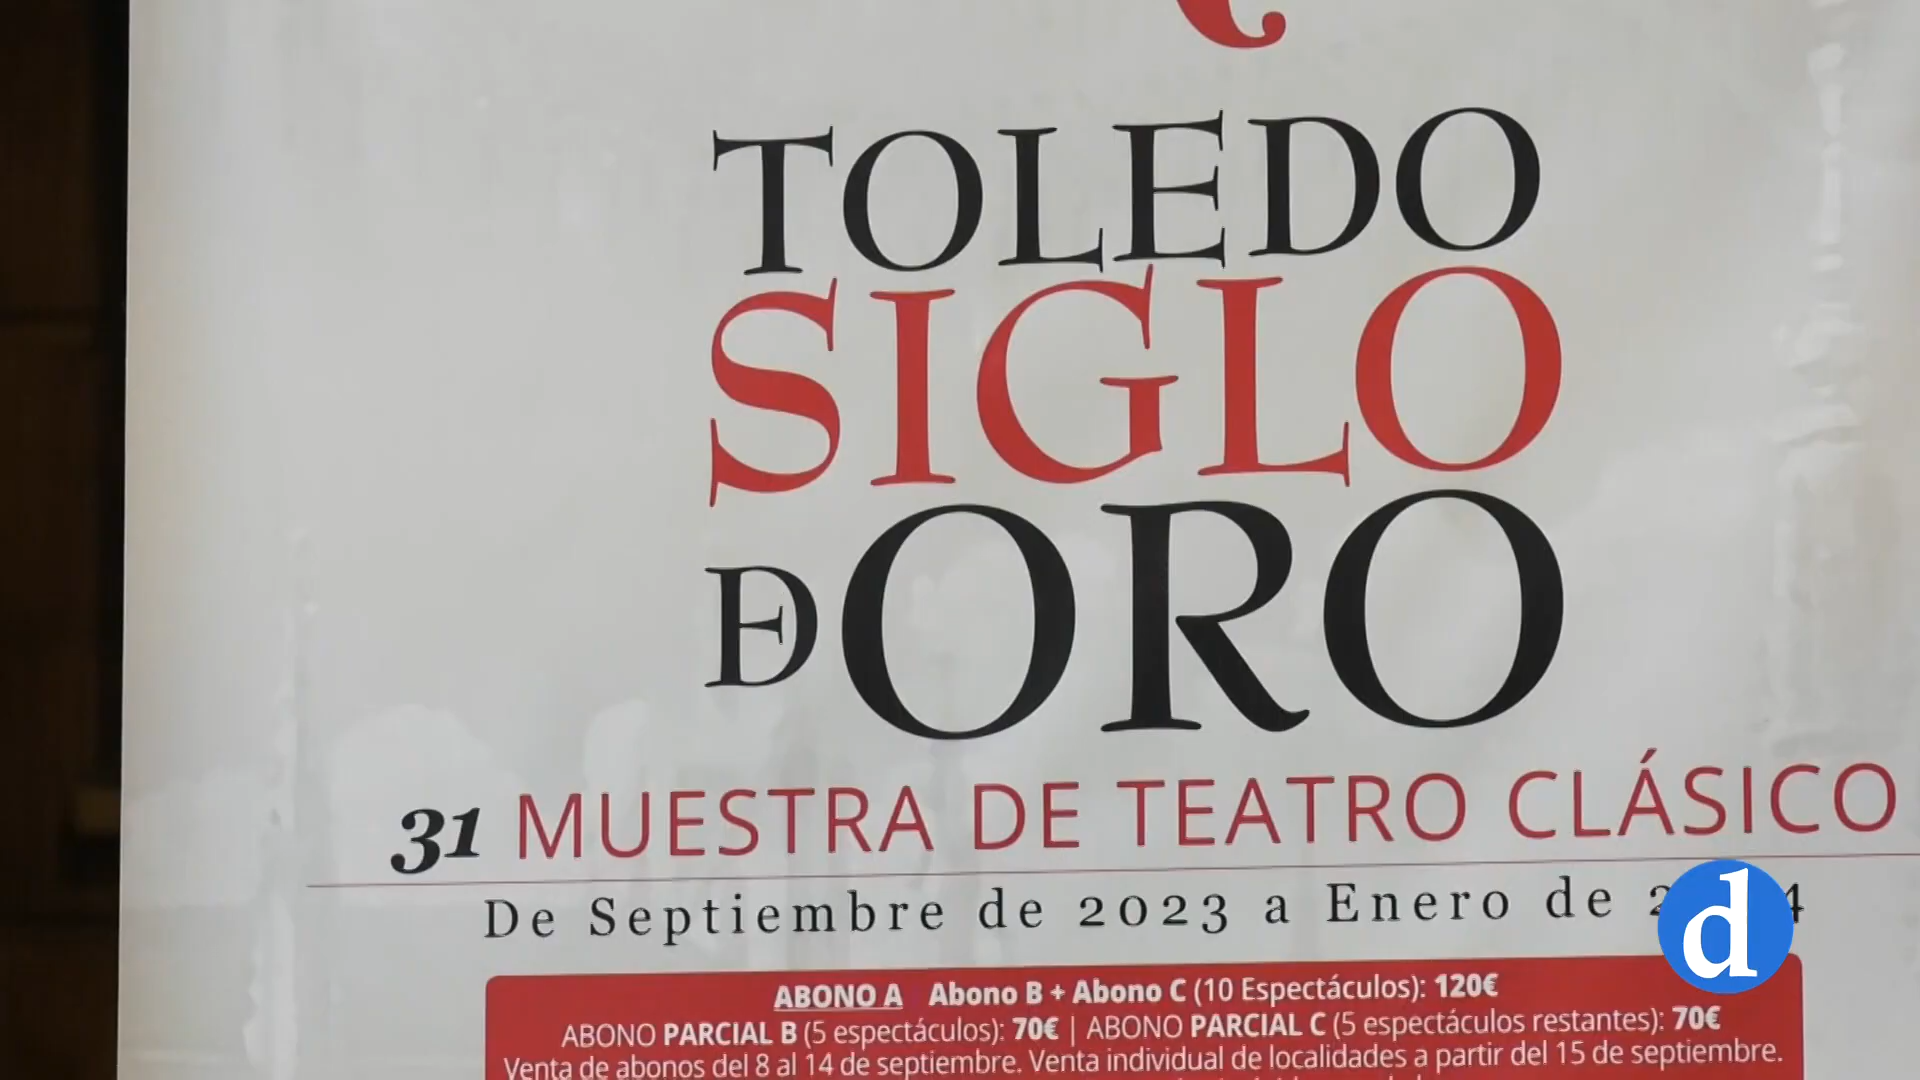 TOLEDO
SIGLO
DE ORO
31 MUESTRA DE TEATRO CLÁSICO
De Septiembre de 2023 a Enero de
d
ABONO A Abono B + Abono C (10 Espectáculos): 120€
ABONO PARCIAL B (5 espectáculos): 70€ | ABONO PARCIAL C (5 espectáculos restantes): 70€
Venta de abonos del 8 al 14 de septiembre. Venta individual de localidades a partir del 15 de septiembre.